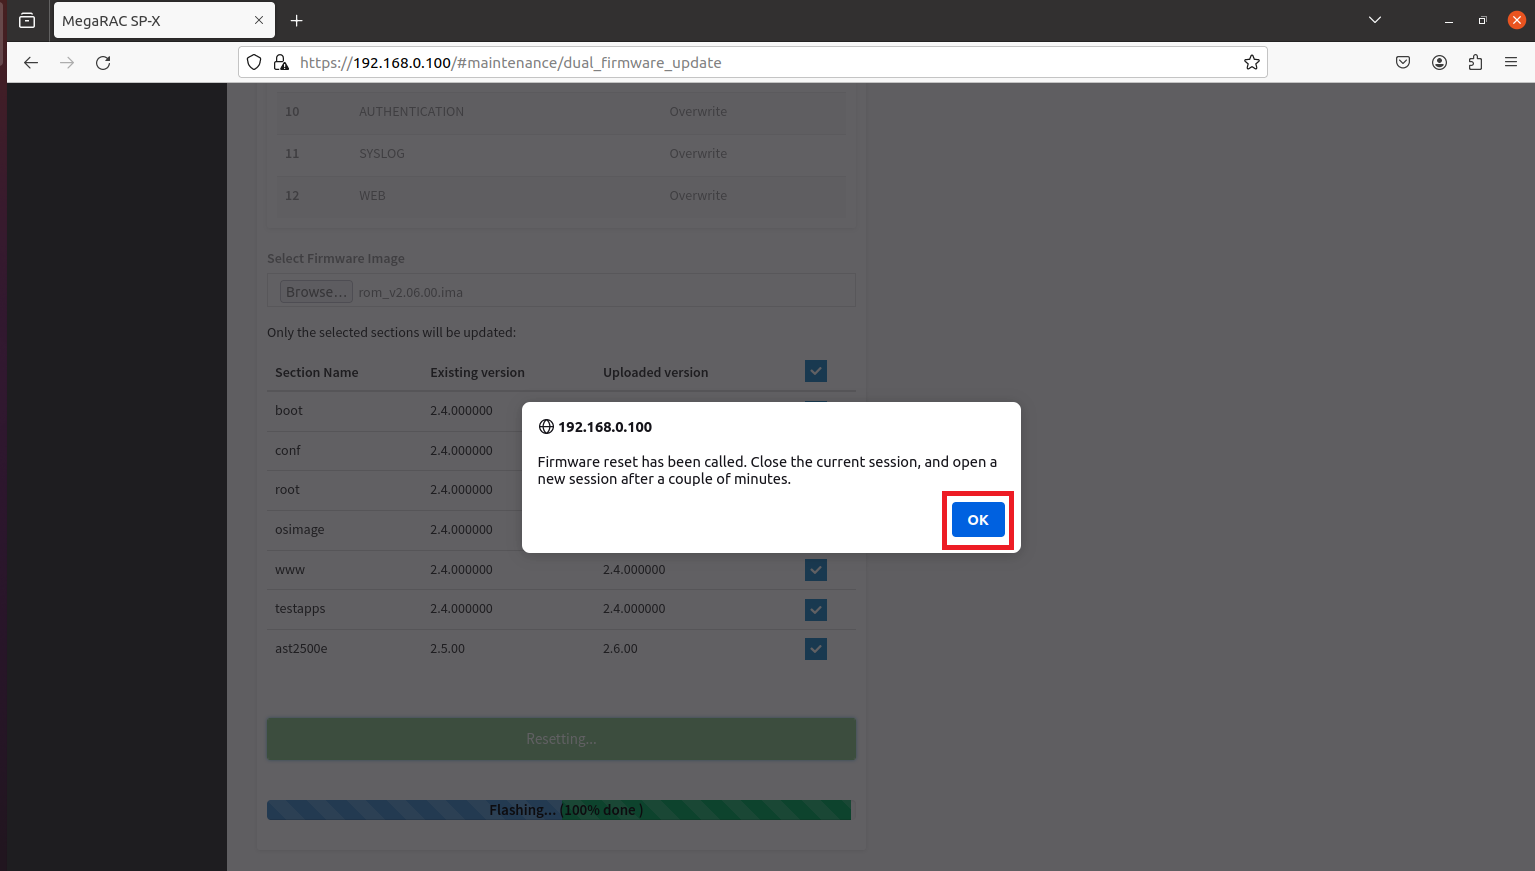 MegaRAC SP-X
https://192.168.0.100/#maintenance/dual_firmware_update
10 AUTHENTICATION Overwrite
11 SYSLOG Overwrite
12 WEB Overwrite
Select Firmware Image
Browse... rom_v2.06.00.ima
Only the selected sections will be updated:
Section Name Existing version Uploaded version
boot 2.4.000000
conf 2.4.000000
root 2.4.000000
osimage 2.4.000000
192.168.0.100
Firmware reset has been called. Close the current session, and open a
new session after a couple of minutes.
OK
www 2.4.000000 2.4.000000
testapps 2.4.000000 2.4.000000
ast2500e 2.5.00 2.6.00
Resetting...
Flashing... (100% done )